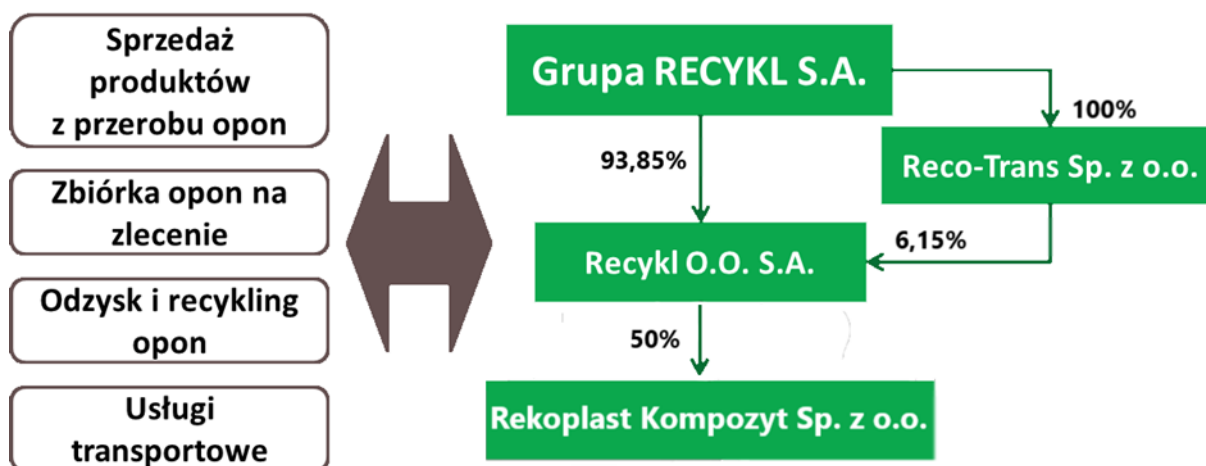 Sprzedaż
produktów
z przerobu opon
Zbiórka opon na
zlecenie
Odzysk i recykling
opon
Usługi
transportowe
Grupa RECYKL S.A.
100%
93,85%
Reco-Trans Sp. z o.o.
6,15%
Recykl O.O. S.A.
50%
Rekoplast Kompozyt Sp. z o.o.